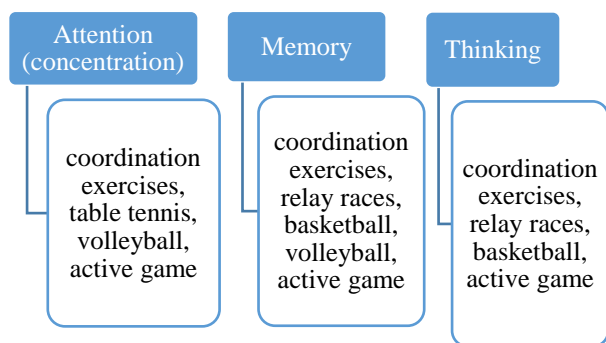 Attention
(concentration)
coordination
exercises,
table tennis,
volleyball,
active game
Memory
coordination
exercises,
relay races,
basketball,
volleyball,
active game
Thinking
coordination
exercises,
relay races,
basketball,
active game